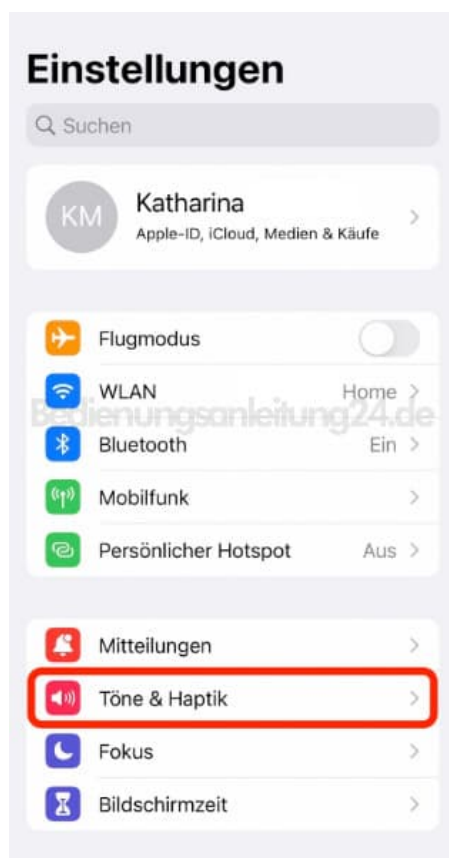 Einstellungen
Suchen
KM
Katharina
Apple-ID, iCloud, Medien & Käufe
Flugmodus
WLAN Home
Bedienungsanleitung24.de
Bluetooth Ein
Mobilfunk
Persönlicher Hotspot Aus
Mitteilungen
Töne & Haptik
Fokus
Bildschirmzeit